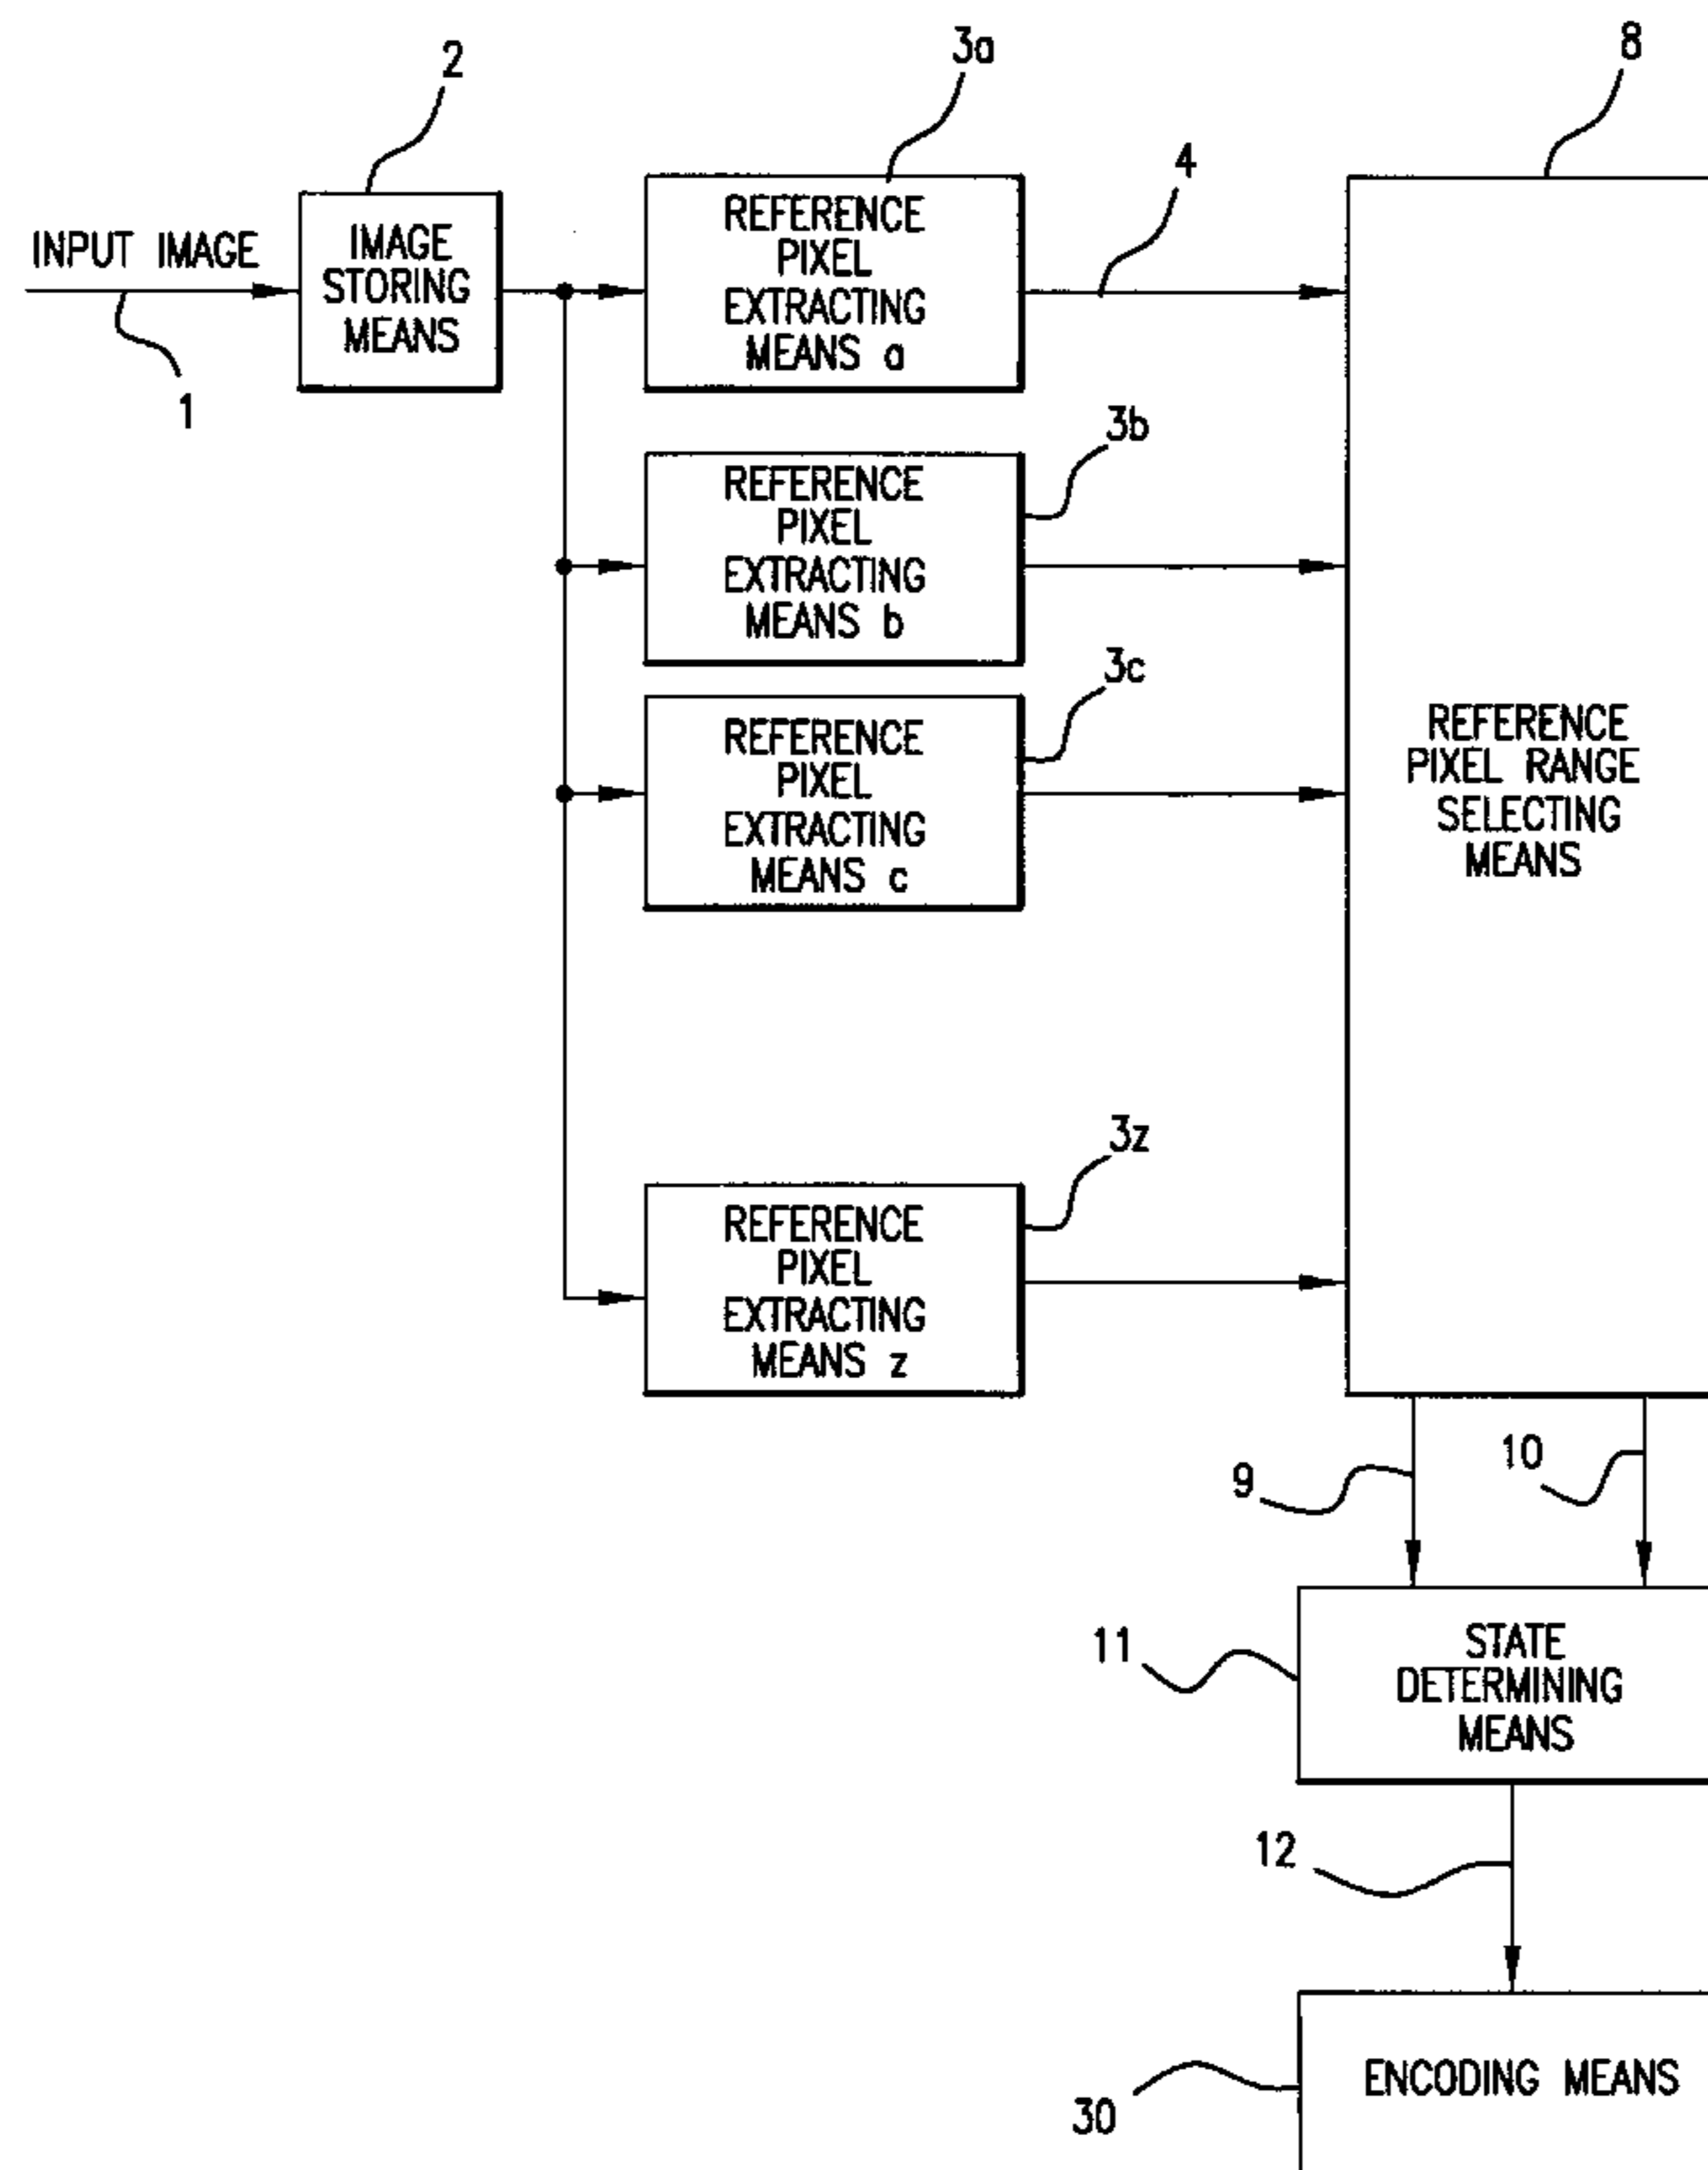 2
3a
8
4
INPUT IMAGE
1
IMAGE
STORING
MEANS
REFERENCE
PIXEL
EXTRACTING
MEANS a
3b
REFERENCE
PIXEL
EXTRACTING
MEANS b
3c
REFERENCE
PIXEL
EXTRACTING
MEANS c
REFERENCE
PIXEL RANGE
SELECTING
MEANS
3z
REFERENCE
PIXEL
EXTRACTING
MEANS z
9
10
11
STATE
DETERMINING
MEANS
12
30
ENCODING MEANS